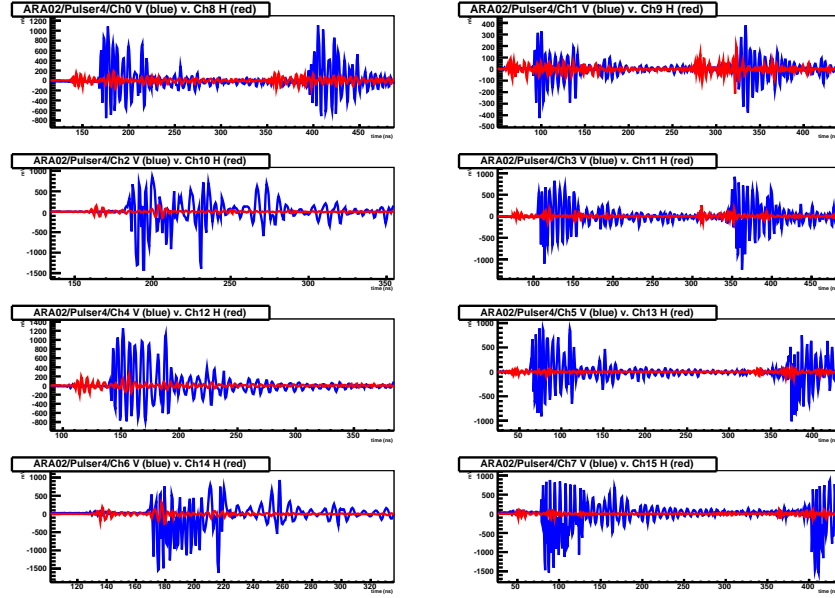 ARA02/Pulser4/Ch0 V (blue) v. Ch8 H (red)
1200
1000
800
600
400
200
0
-200
-400
-600
-800
150 200 250 300 350 400 450
time (ns)
ARA02/Pulser4/Ch1 V (blue) v. Ch9 H (red)
400
300
200
100
0
-100
-200
-300
-400
-500
100 150 200 250 300 350 400
time (ns)
ARA02/Pulser4/Ch2 V (blue) v. Ch10 H (red)
1000
500
0
-500
-1000
-1500
150 200 250 300 350
time (ns)
ARA02/Pulser4/Ch3 V (blue) v. Ch11 H (red)
1000
500
0
-500
-1000
100 150 200 250 300 350 400
time (ns)
ARA02/Pulser4/Ch4 V (blue) v. Ch12 H (red)
1400
1200
1000
800
600
400
200
0
-200
-400
-600
-800
100 150 200 250 300 350
time (ns)
ARA02/Pulser4/Ch5 V (blue) v. Ch13 H (red)
1000
500
0
-500
-1000
50 100 150 200 250 300 350 400
time (ns)
ARA02/Pulser4/Ch6 V (blue) v. Ch14 H (red)
1000
500
0
-500
-1000
-1500
120 140 160 180 200 220 240 260 280 300 320
time (ns)
ARA02/Pulser4/Ch7 V (blue) v. Ch15 H (red)
1000
500
0
-500
-1000
-1500
50 100 150 200 250 300 350 400
time (ns)